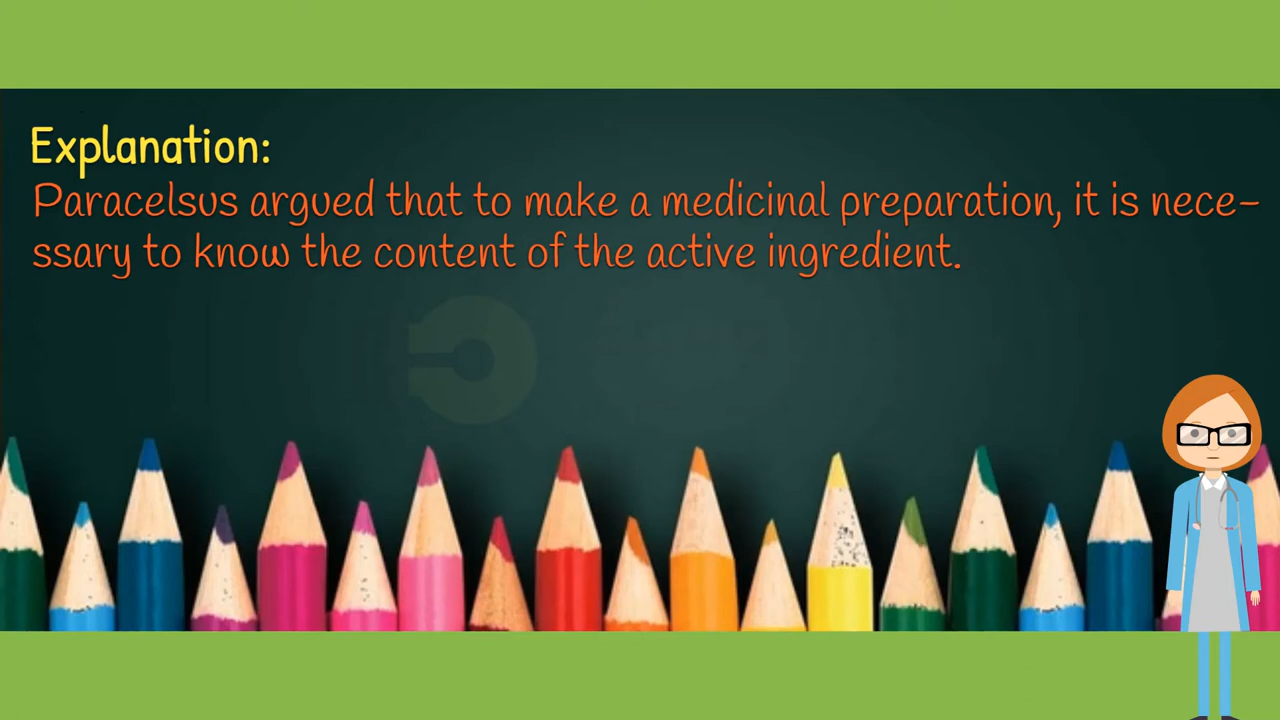 Explanation:
Paracelsus argued that to make a medicinal preparation, it is nece-
ssary to know the content of the active ingredient.